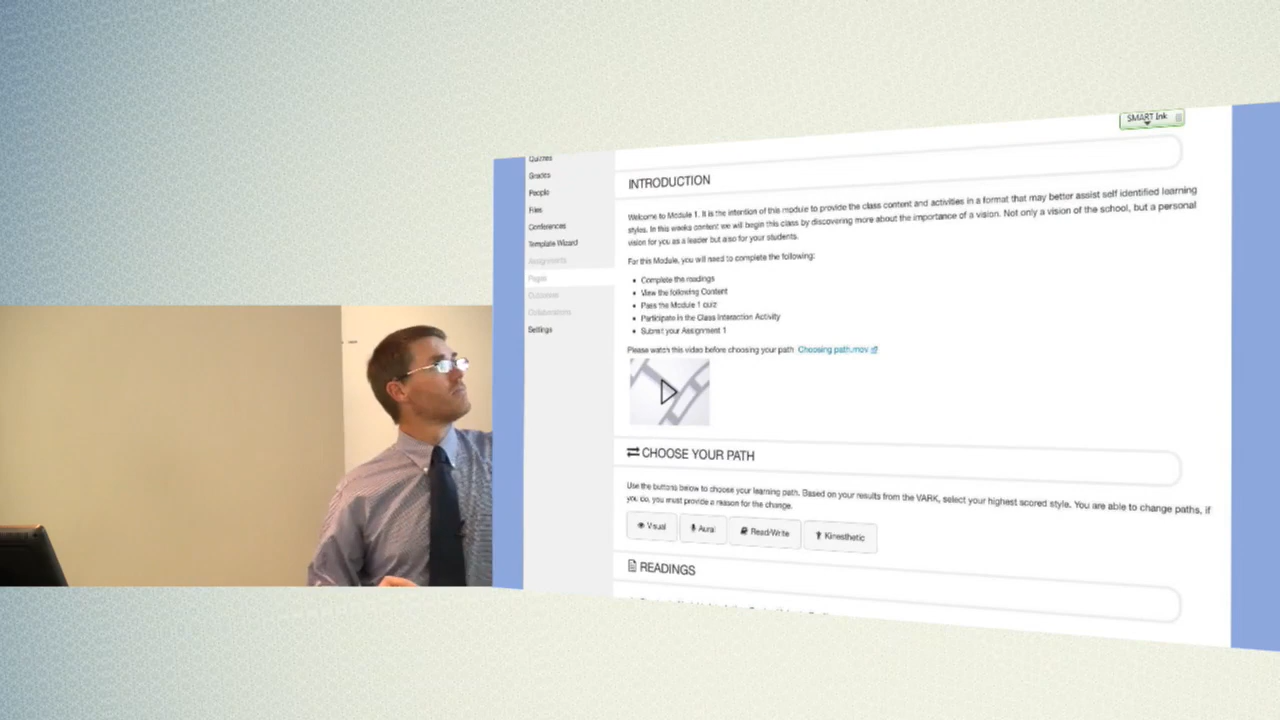 SMART Ink
Quizzes
Grades
People
Files
Conferences
Template Wizard
Assignments
Pages
Outcomes
Collaborations
Settings
INTRODUCTION
Welcome to Module 1. It is the intention of this module to provide the class content and activities in a format that may better assist self identified learning
styles. In this weeks content we will begin this class by discovering more about the importance of a vision. Not only a vision of the school, but a personal
vision for you as a leader but also for your students.
For this Module, you will need to complete the following:
Complete the readings
View the following Content
Pass the Module 1 quiz
Participate in the Class Interaction Activity
Submit your Assignment 1
Please watch this video before choosing your path Choosing path.mov
CHOOSE YOUR PATH
Use the buttons below to choose your learning path. Based on your results from the VARK, select your highest scored style. You are able to change paths, if
you do, you must provide a reason for the change.
Visual Aural Read/Write Kinesthetic
READINGS